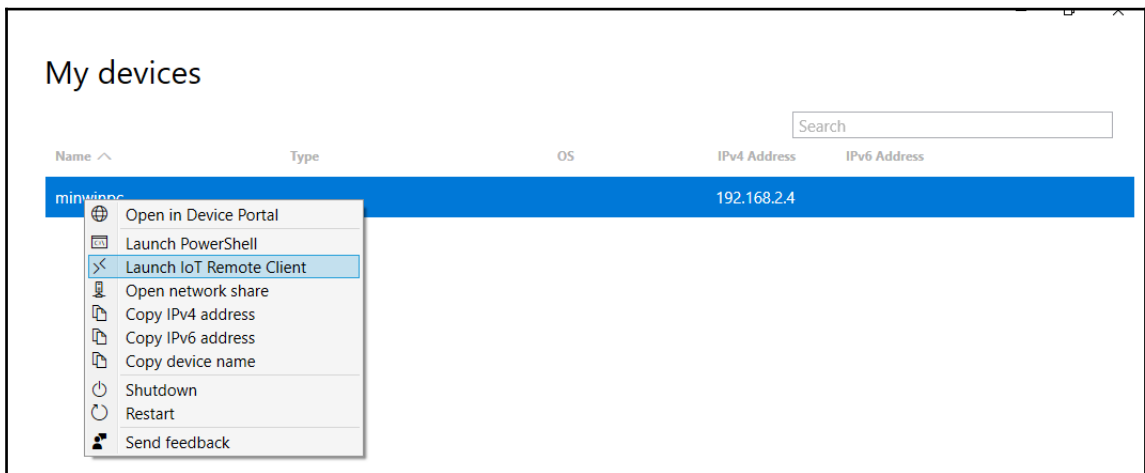 My devices
Search
Name Type OS IPv4 Address IPv6 Address
minwinpc 192.168.2.4
Open in Device Portal
Launch PowerShell
Launch IoT Remote Client
Open network share
Copy IPv4 address
Copy IPv6 address
Copy device name
Shutdown
Restart
Send feedback